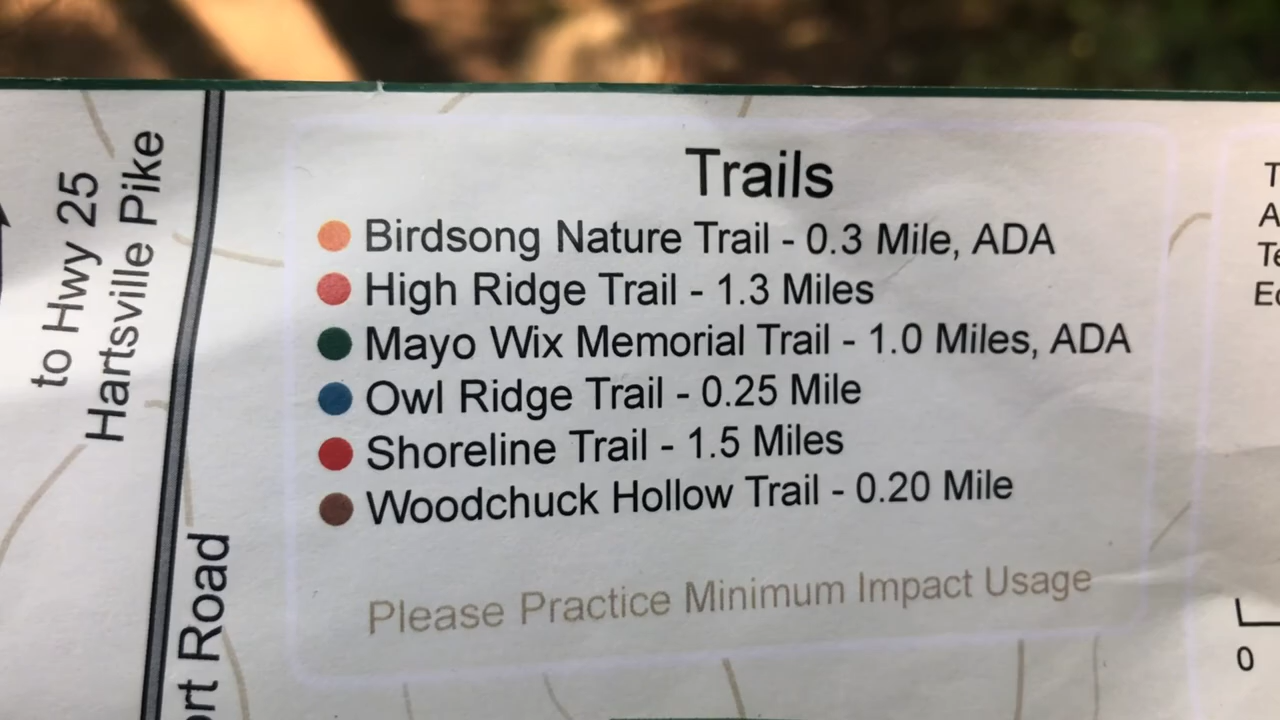 to Hwy 25
Hartsville Pike
Trails
Birdsong Nature Trail - 0.3 Mile, ADA
High Ridge Trail - 1.3 Miles
Mayo Wix Memorial Trail - 1.0 Miles, ADA
Owl Ridge Trail - 0.25 Mile
Shoreline Trail - 1.5 Miles
Woodchuck Hollow Trail - 0.20 Mile
Please Practice Minimum Impact Usage
Road
0